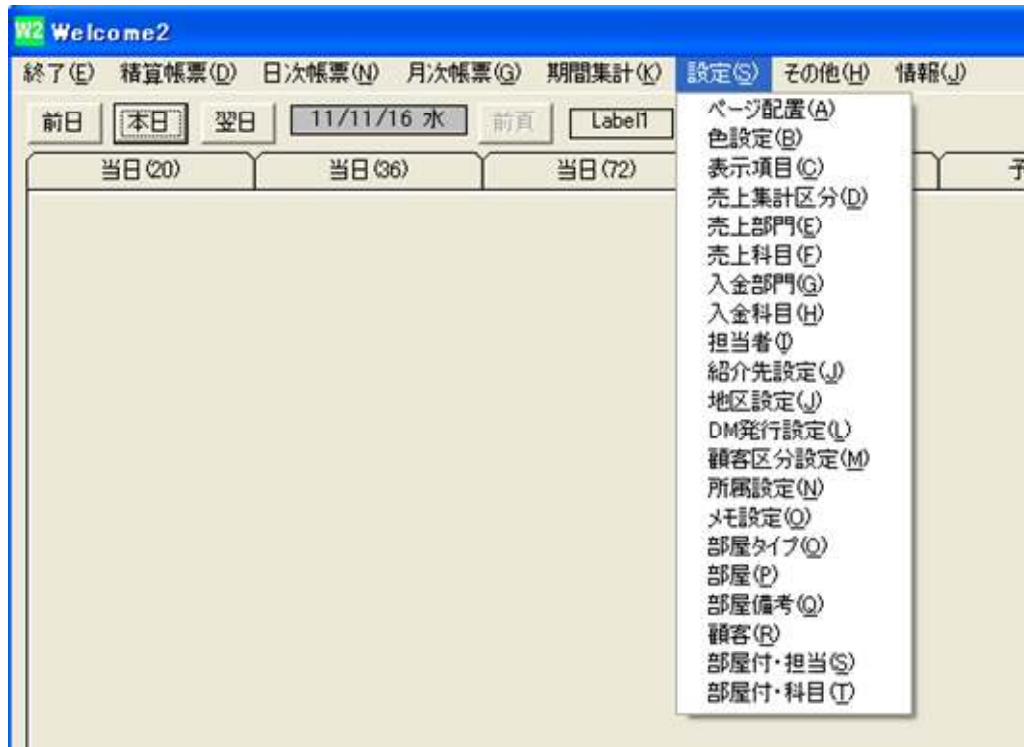 W2 Welcome2
終了(E) 積算帳票(D) 日次帳票(N) 月次帳票(G) 期間集計(K) 設定(S) その他(H) 情報(J)
前日 本日 翌日 11/11/16 水 前頁 Label1
当日(20) 当日(36) 当日(72) 予
ページ配置(A)
色設定(B)
表示項目(C)
売上集計区分(D)
売上部門(E)
売上科目(F)
入金部門(G)
入金科目(H)
担当者(I)
紹介先設定(J)
地区設定(J)
DM発行設定(L)
顧客区分設定(M)
所属設定(N)
メモ設定(O)
部屋タイプ(O)
部屋(P)
部屋備考(Q)
顧客(R)
部屋付・担当(S)
部屋付・科目(T)